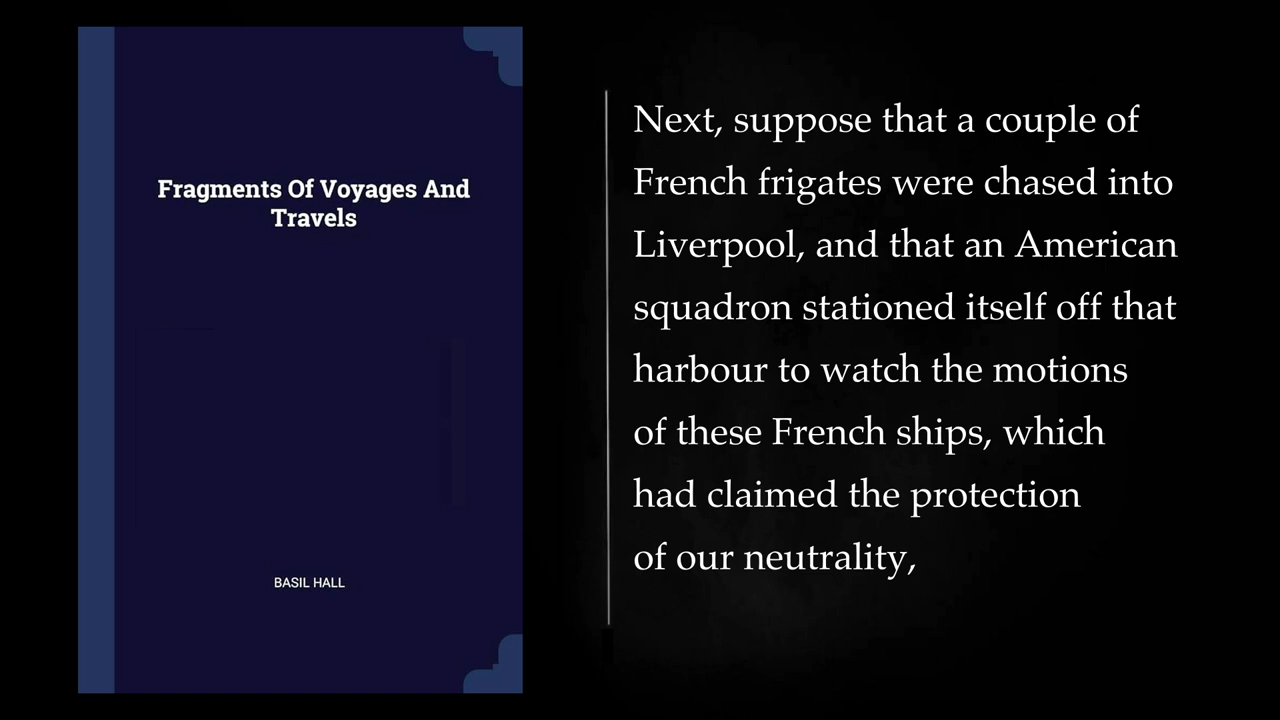 Fragments Of Voyages And
Travels
BASIL HALL
Next, suppose that a couple of
French frigates were chased into
Liverpool, and that an American
squadron stationed itself off that
harbour to watch the motions
of these French ships, which
had claimed the protection
of our neutrality,